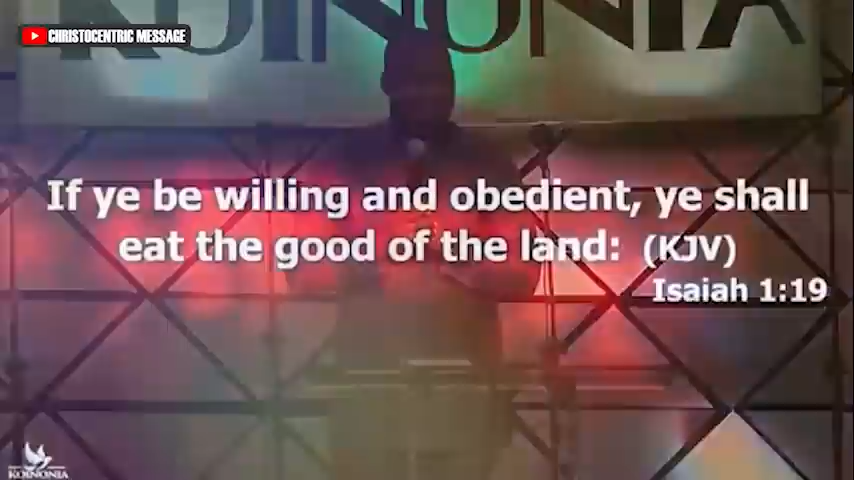 KOINONIA
CHRISTOCENTRIC MESSAGE
If ye be willing and obedient, ye shall
eat the good of the land: (KJV)
Isaiah 1:19
KOINONIA